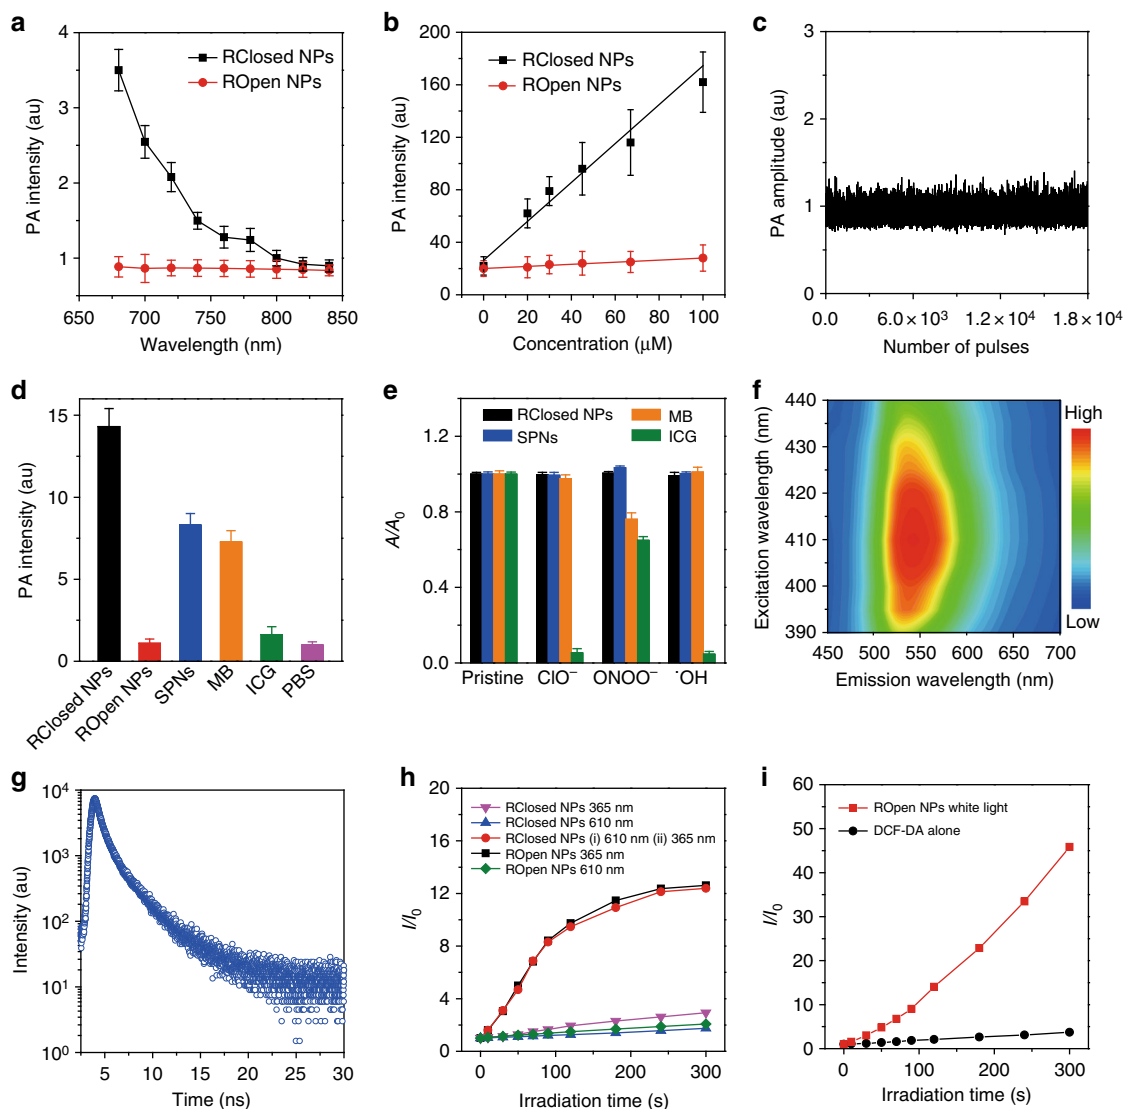 a
RClosed NPs
ROpen NPs
PA intensity (au)
4
3
2
1
650 700 750 800 850
Wavelength (nm)
b
RClosed NPs
ROpen NPs
PA intensity (au)
200
160
120
80
40
0
0 20 40 60 80 100
Concentration (μM)
c
PA amplitude (au)
3
2
1
0
0.0 6.0 × 10³ 1.2 × 10⁴ 1.8 × 10⁴
Number of pulses
d
PA intensity (au)
15
10
5
0
RClosed NPs
ROpen NPs
SPNs
MB
ICG
PBS
e
RClosed NPs MB
SPNs ICG
A/A₀
1.2
0.8
0.4
0.0
Pristine ClO⁻ ONOO⁻ ˙OH
f
Excitation wavelength (nm)
440
430
420
410
400
390
450 500 550 600 650 700
Emission wavelength (nm)
High
Low
g
Intensity (au)
10⁴
10³
10²
10¹
10⁰
5 10 15 20 25 30
Time (ns)
h
RClosed NPs 365 nm
RClosed NPs 610 nm
RClosed NPs (i) 610 nm (ii) 365 nm
ROpen NPs 365 nm
ROpen NPs 610 nm
I/I₀
20
16
12
8
4
0
0 100 200 300
Irradiation time (s)
i
ROpen NPs white light
DCF-DA alone
I/I₀
60
50
40
30
20
10
0
0 100 200 300
Irradiation time (s)